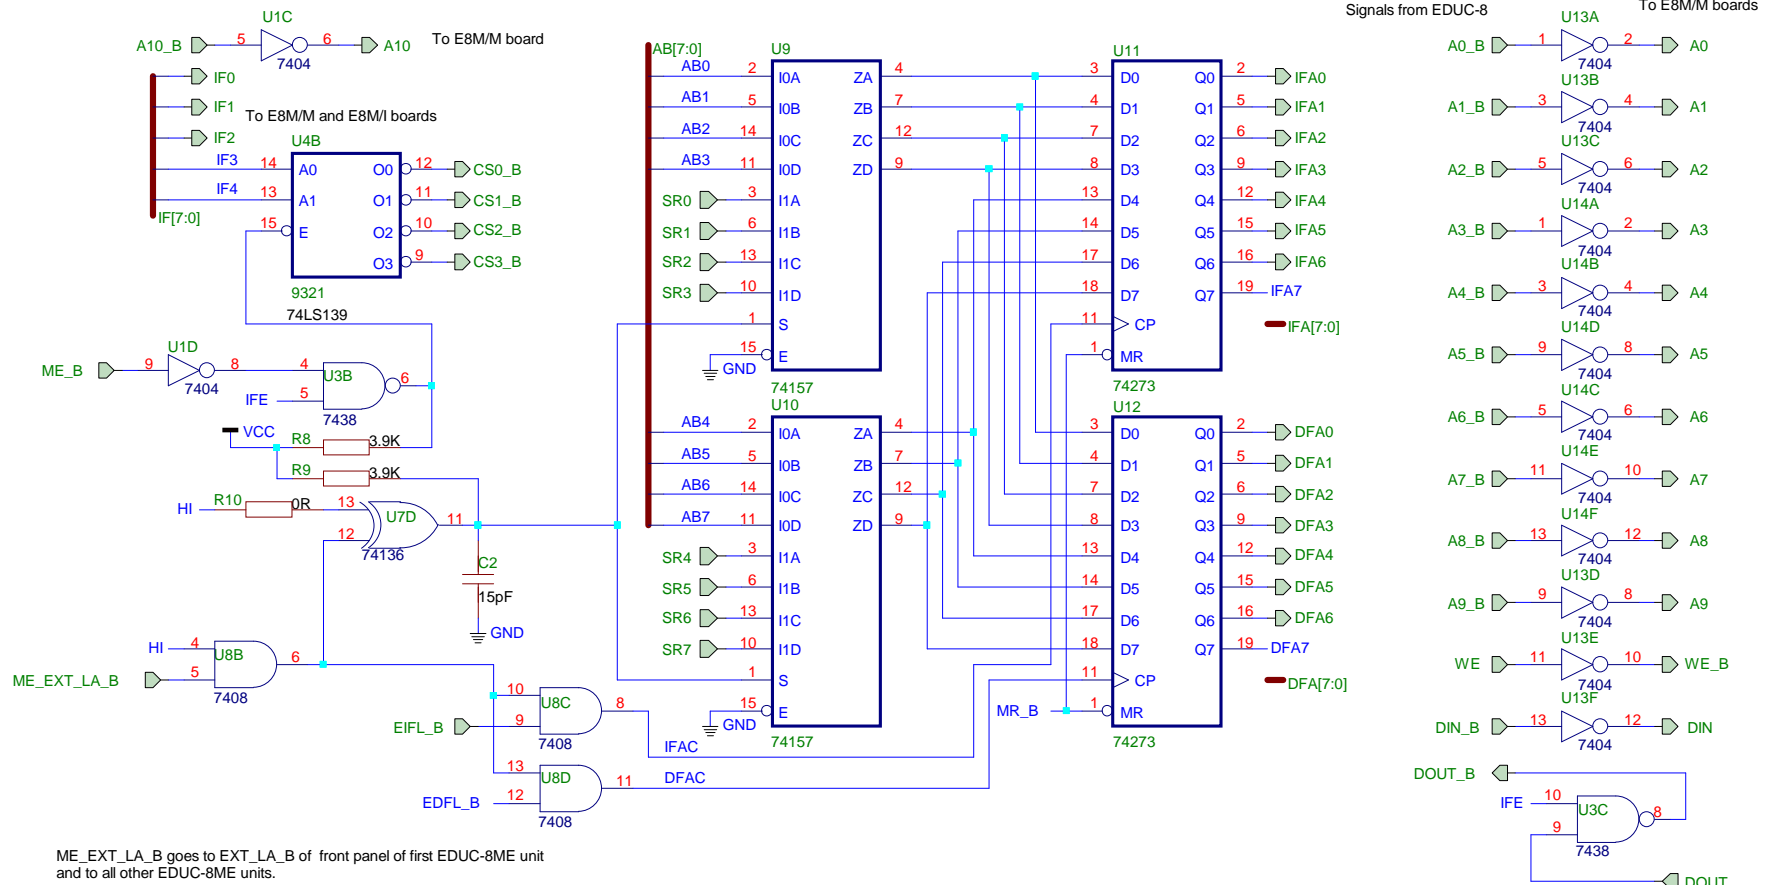 U1C
A10_B 5 6 A10
7404
To E8M/M board
IF0
IF1
IF2
To E8M/M and E8M/I boards
U4B
IF3 14 A0 O0 12 CS0_B
IF4 13 A1 O1 11 CS1_B
IF[7:0]
15 E O2 10 CS2_B
O3 9 CS3_B
9321
74LS139
U1D
ME_B 9 8 4 U3B 6
7404
IFE 5
7438
VCC
R8 3.9K
R9 3.9K
HI R10 0R 13 U7D 11
12
74136
C2
15pF
GND
HI 4 U8B 6
ME_EXT_LA_B 5
7408
10 U8C 8
EIFL_B 9
7408
IFAC
13 U8D 11
EDFL_B 12
7408
DFAC
ME_EXT_LA_B goes to EXT_LA_B of front panel of first EDUC-8ME unit
and to all other EDUC-8ME units.
AB[7:0]
U9
AB0 2 I0A ZA 4
AB1 5 I0B ZB 7
AB2 14 I0C ZC 12
AB3 11 I0D ZD 9
SR0 3 I1A
SR1 6 I1B
SR2 13 I1C
SR3 10 I1D
1 S
15 E
GND
74157
U10
AB4 2 I0A ZA 4
AB5 5 I0B ZB 7
AB6 14 I0C ZC 12
AB7 11 I0D ZD 9
SR4 3 I1A
SR5 6 I1B
SR6 13 I1C
SR7 10 I1D
1 S
15 E
GND
74157
U11
3 D0 Q0 2 IFA0
4 D1 Q1 5 IFA1
7 D2 Q2 6 IFA2
8 D3 Q3 9 IFA3
13 D4 Q4 12 IFA4
14 D5 Q5 15 IFA5
17 D6 Q6 16 IFA6
18 D7 Q7 19 IFA7
11 CP IFA[7:0]
1 MR
74273
U12
3 D0 Q0 2 DFA0
4 D1 Q1 5 DFA1
7 D2 Q2 6 DFA2
8 D3 Q3 9 DFA3
13 D4 Q4 12 DFA4
14 D5 Q5 15 DFA5
17 D6 Q6 16 DFA6
18 D7 Q7 19 DFA7
11 CP DFA[7:0]
MR_B 1 MR
74273
Signals from EDUC-8
To E8M/M boards
U13A
A0_B 1 2 A0
7404
U13B
A1_B 3 4 A1
7404
U13C
A2_B 5 6 A2
7404
U14A
A3_B 1 2 A3
7404
U14B
A4_B 3 4 A4
7404
U14D
A5_B 9 8 A5
7404
U14C
A6_B 5 6 A6
7404
U14E
A7_B 11 10 A7
7404
U14F
A8_B 13 12 A8
7404
U13D
A9_B 9 8 A9
7404
U13E
WE 11 10 WE_B
7404
U13F
DIN_B 13 12 DIN
7404
DOUT_B
IFE 10 U3C 8
9
7438
DOUT